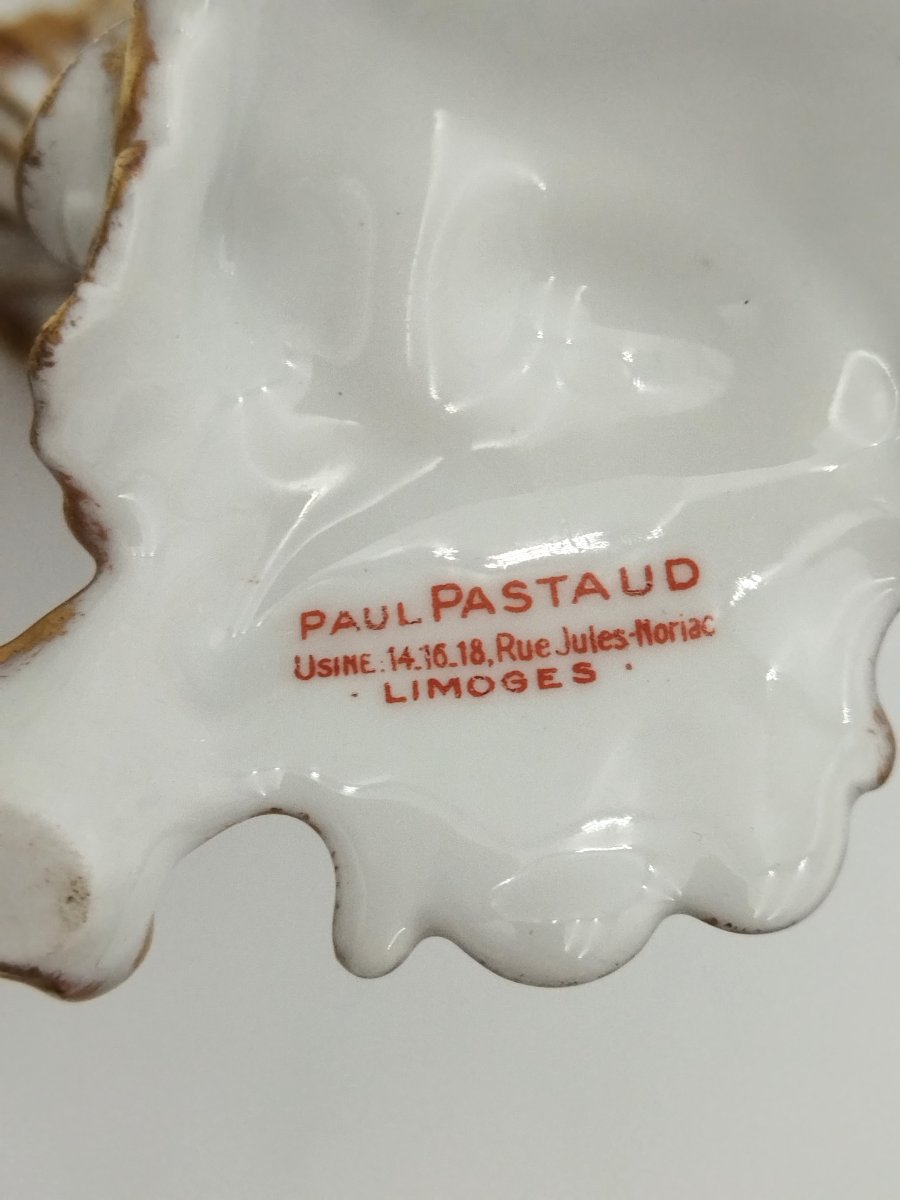 PAUL PASTAUD
USINE: 14-16-18, Rue Jules-Noriac
· LIMOGES ·